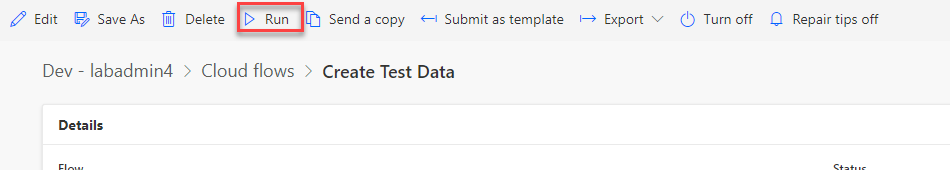 Edit Save As Delete Run Send a copy Submit as template Export Turn off Repair tips off
Dev - labadmin4 > Cloud flows > Create Test Data
Details
Flow Status